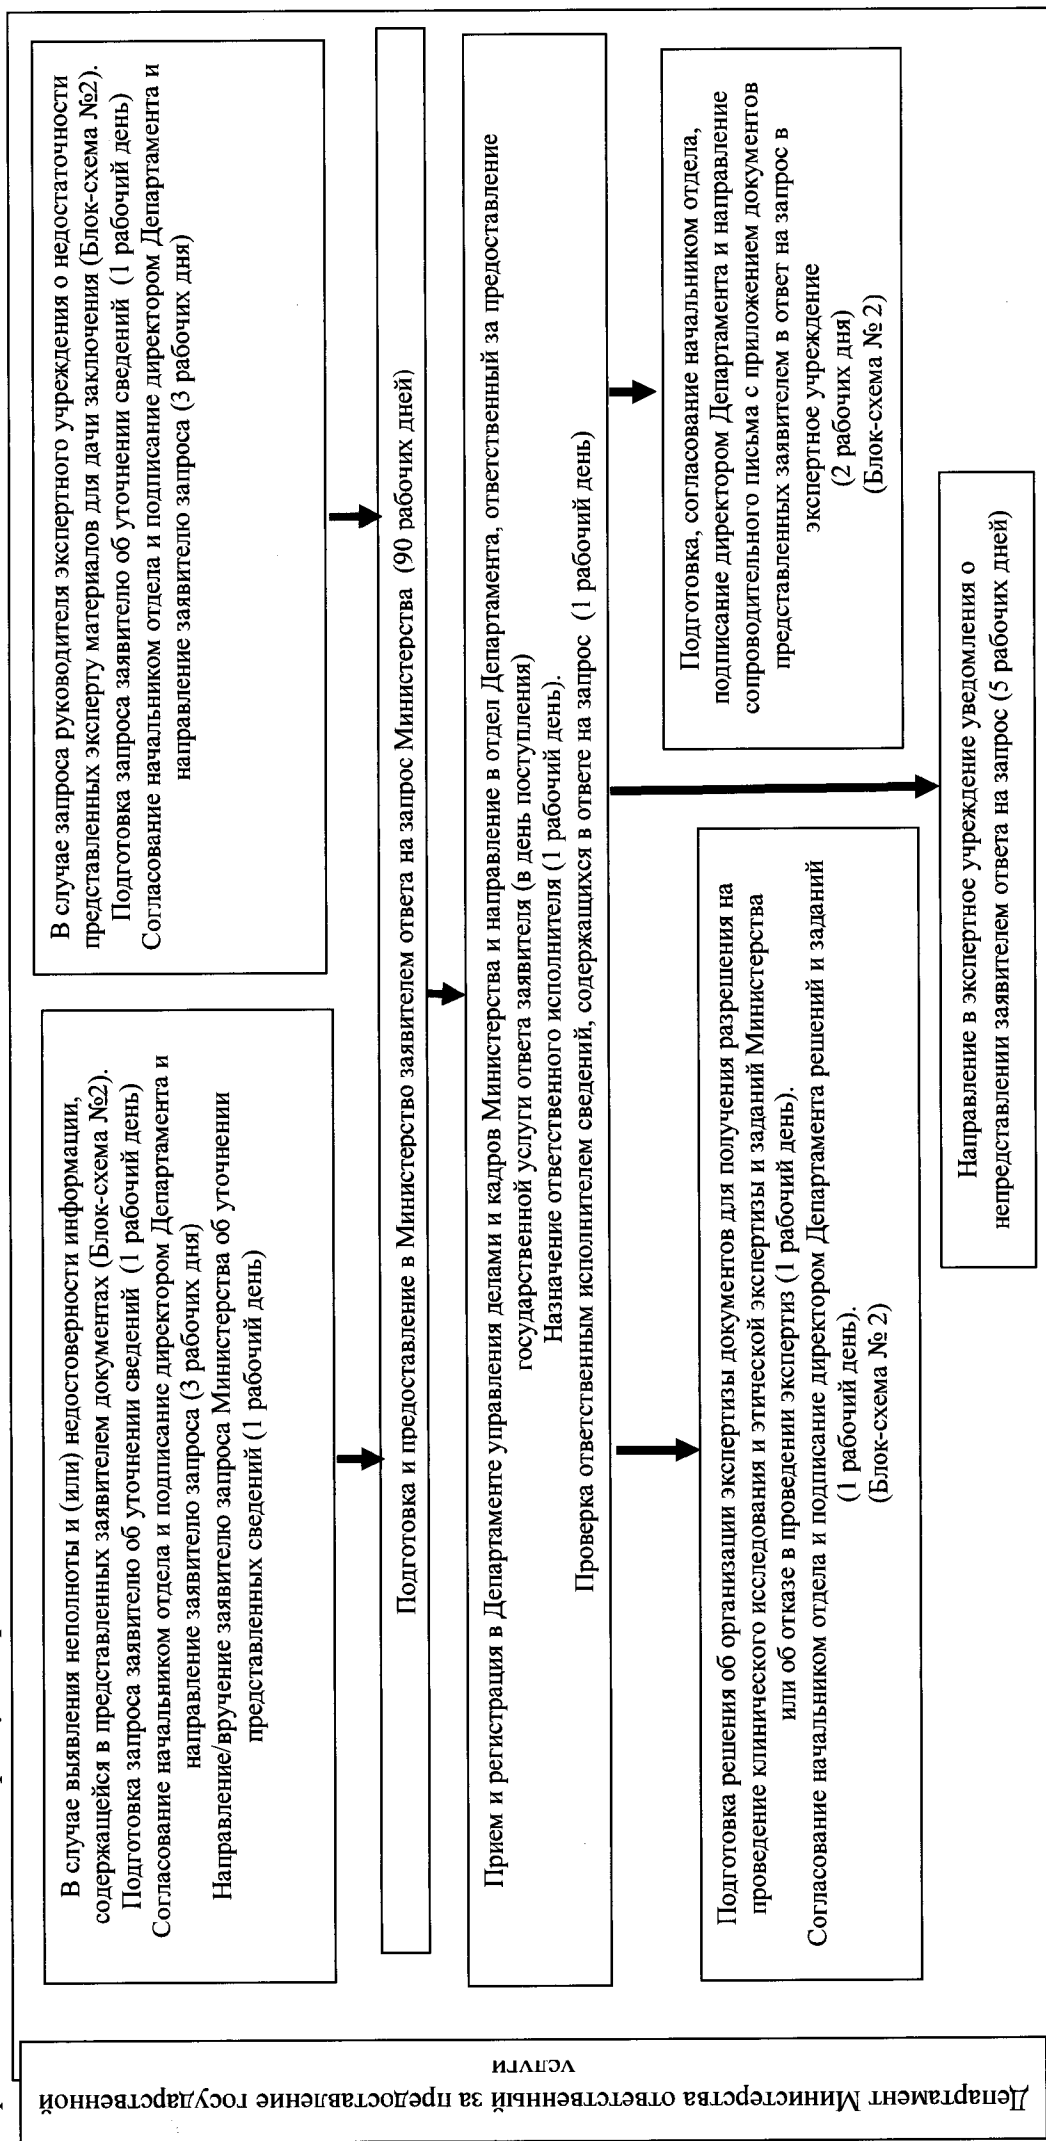 Департамент Министерства ответственный за предоставление государственной
услуги
В случае выявления неполноты и (или) недостоверности информации,
содержащейся в представленных заявителем документах (Блок-схема №2).
Подготовка запроса заявителю об уточнении сведений (1 рабочий день)
Согласование начальником отдела и подписание директором Департамента и
направление заявителю запроса (3 рабочих дня)
Направление/вручение заявителю запроса Министерства об уточнении
представленных сведений (1 рабочий день)
В случае запроса руководителя экспертного учреждения о недостаточности
представленных эксперту материалов для дачи заключения (Блок-схема №2).
Подготовка запроса заявителю об уточнении сведений (1 рабочий день)
Согласование начальником отдела и подписание директором Департамента и
направление заявителю запроса (3 рабочих дня)
Подготовка и предоставление в Министерство заявителем ответа на запрос Министерства (90 рабочих дней)
Прием и регистрация в Департаменте управления делами и кадров Министерства и направление в отдел Департамента, ответственный за предоставление
государственной услуги ответа заявителя (в день поступления)
Назначение ответственного исполнителя (1 рабочий день).
Проверка ответственным исполнителем сведений, содержащихся в ответе на запрос (1 рабочий день)
Подготовка решения об организации экспертизы документов для получения разрешения на
проведение клинического исследования и этической экспертизы и заданий Министерства
или об отказе в проведении экспертиз (1 рабочий день).
Согласование начальником отдела и подписание директором Департамента решений и заданий
(1 рабочий день).
(Блок-схема № 2)
Подготовка, согласование начальником отдела,
подписание директором Департамента и направление
сопроводительного письма с приложением документов
представленных заявителем в ответ на запрос в
экспертное учреждение
(2 рабочих дня)
(Блок-схема № 2)
Направление в экспертное учреждение уведомления о
непредставлении заявителем ответа на запрос (5 рабочих дней)